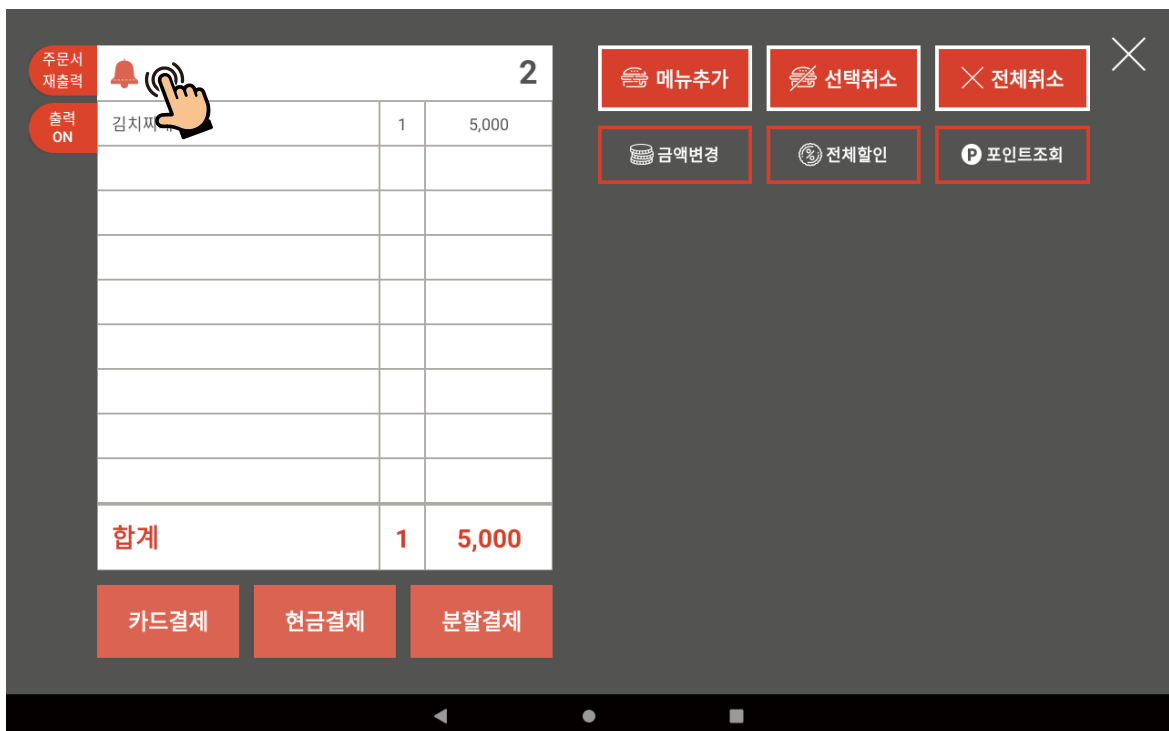 주문서
재출력
2
메뉴추가
선택취소
전체취소
출력
ON
1
5,000
금액변경
전체할인
P 포인트조회
합계
1
5,000
카드결제
현금결제
분할결제